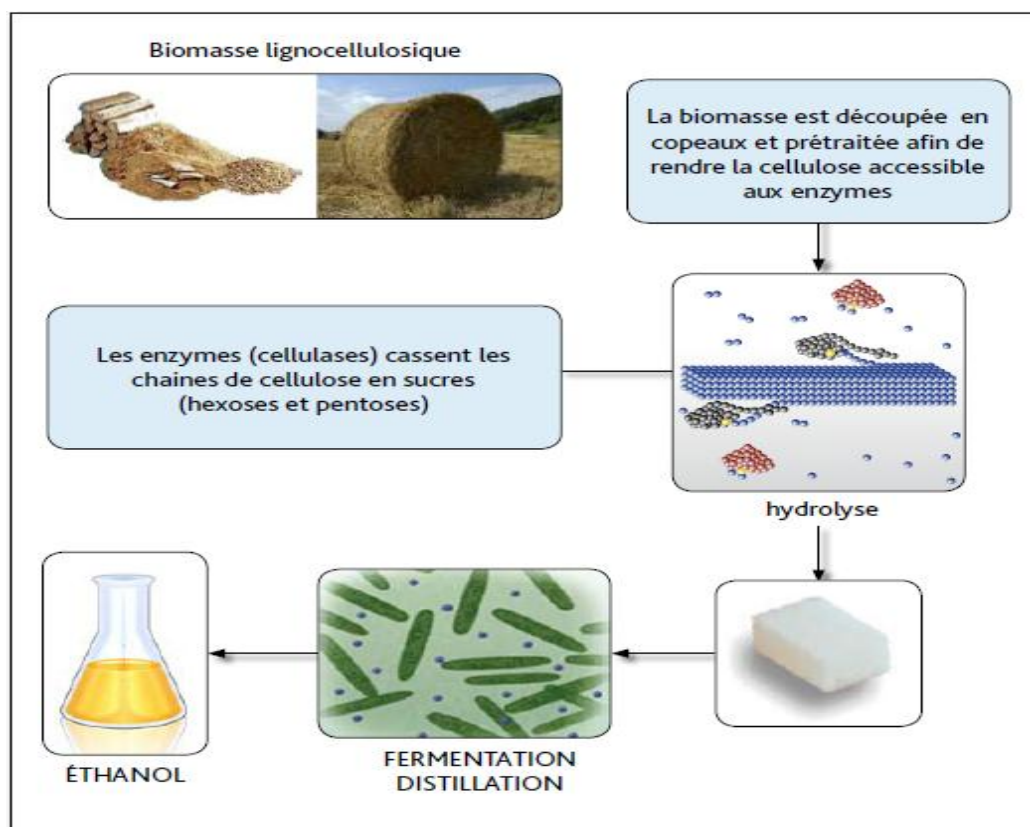 Biomasse lignocellulosique
La biomasse est découpée en
copeaux et prétraitée afin de
rendre la cellulose accessible
aux enzymes
Les enzymes (cellulases) cassent les
chaines de cellulose en sucres
(hexoses et pentoses)
hydrolyse
ÉTHANOL
FERMENTATION
DISTILLATION